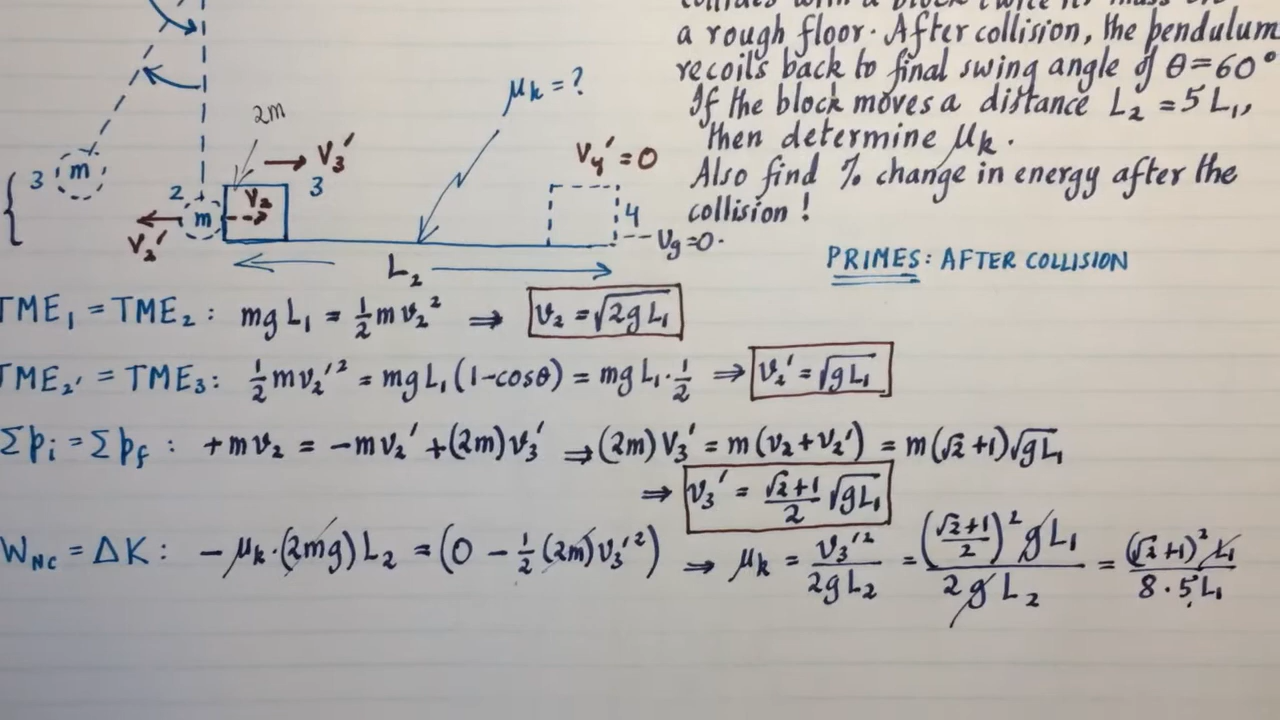 a rough floor. After collision, the pendulum
recoils back to final swing angle of θ=60°
If the block moves a distance L₂ = 5L₁,
then determine μk.
Also find % change in energy after the
collision!
μk = ?
2m
V₃'
V₄' = 0
3
m
2
m
V₂
3
4
V₂'
Vg=0.
L₂
PRIMES: AFTER COLLISION
TME₁ = TME₂: mgL₁ = ½mv₂² ⇒ v₂ = √2gL₁
TME₂' = TME₃: ½mv₂'² = mgL₁(1-cosθ) = mgL₁·½ ⇒ v₂' = √gL₁
Σpi = Σpf: +mv₂ = -mv₂' + (2m)v₃' ⇒ (2m)V₃' = m(v₂+v₂') = m(√2+1)√gL₁
⇒ v₃' = (√2+1)/2 √gL₁
WNC = ΔK: -μk·(2mg)L₂ = (0 - ½(2m)v₃'²) ⇒ μk = v₃'²/2gL₂ = ((√2+1)/2)² gL₁/2gL₂ = (√2+1)² L₁/8·5L₁